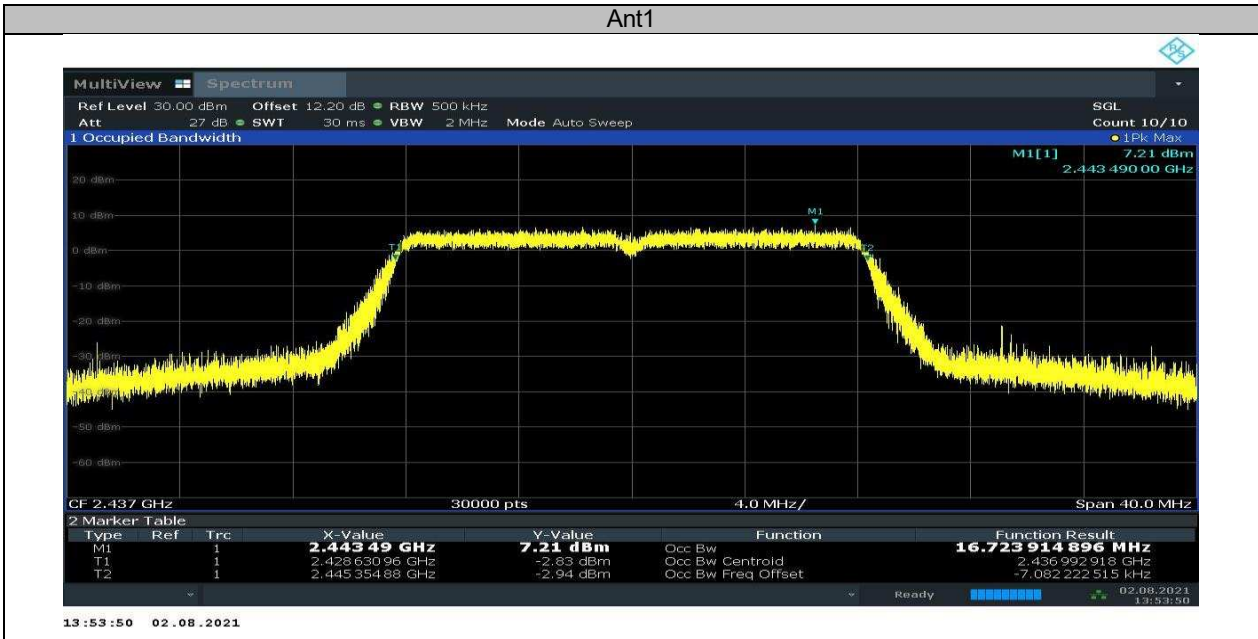 Ant1
R S
MultiView Spectrum
Ref Level 30.00 dBm Offset 12.20 dB RBW 500 kHz SGL
Att 27 dB SWT 30 ms VBW 2 MHz Mode Auto Sweep Count 10/10
1 Occupied Bandwidth 1Pk Max
M1[1] 7.21 dBm
2.443 490 00 GHz
20 dBm
10 dBm
M1
0 dBm
T1 T2
-10 dBm
-20 dBm
-30 dBm
-40 dBm
-50 dBm
-60 dBm
CF 2.437 GHz 30000 pts 4.0 MHz/ Span 40.0 MHz
2 Marker Table
Type Ref Trc X-Value Y-Value Function Function Result
M1 1 2.443 49 GHz 7.21 dBm Occ Bw 16.723 914 896 MHz
T1 1 2.428 630 96 GHz -2.83 dBm Occ Bw Centroid 2.436 992 918 GHz
T2 1 2.445 354 88 GHz -2.94 dBm Occ Bw Freq Offset -7.082 222 515 kHz
Ready 02.08.2021
13:53:50
13:53:50 02.08.2021